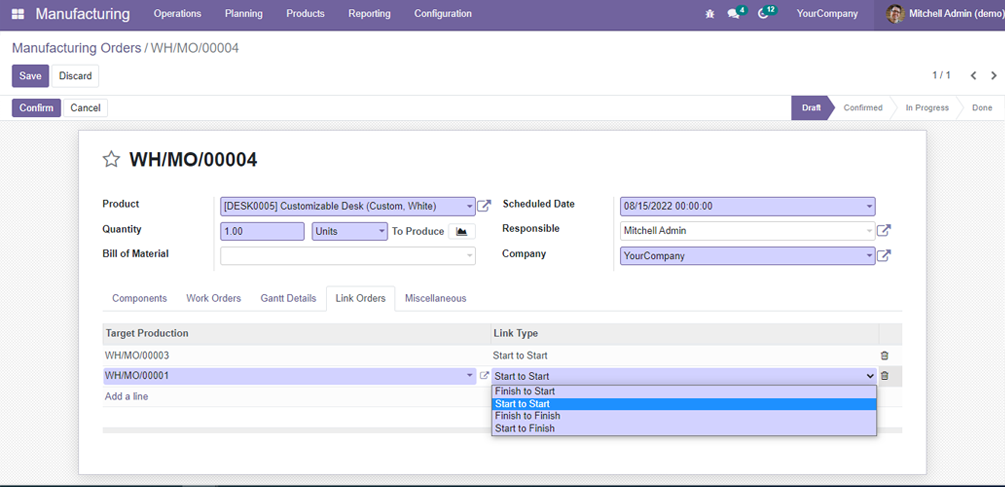 Manufacturing Operations Planning Products Reporting Configuration 4 12 YourCompany Mitchell Admin (demo)
Manufacturing Orders / WH/MO/00004
Save Discard 1 / 1
Confirm Cancel Draft Confirmed In Progress Done
WH/MO/00004
Product [DESK0005] Customizable Desk (Custom, White) Scheduled Date 08/15/2022 00:00:00
Quantity 1.00 Units To Produce Responsible Mitchell Admin
Bill of Material Company YourCompany
Components Work Orders Gantt Details Link Orders Miscellaneous
Target Production Link Type
WH/MO/00003 Start to Start
WH/MO/00001 Start to Start
Finish to Start
Add a line Start to Start
Finish to Finish
Start to Finish